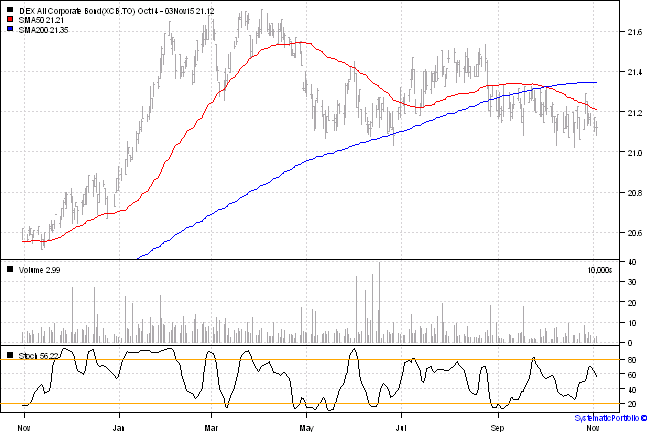 DEX All Corporate Bond(XCB.TO) Oct14 - 03Nov15 21.12
SMA50 21.21
SMA200 21.35
21.6
21.4
21.2
21.0
20.8
20.6
Volume 2.99
10,000s
40
30
20
10
0
Stoch 56.22
80
60
40
20
Nov Jan Mar May Jul Sep Nov
SystematicPortfolio ©